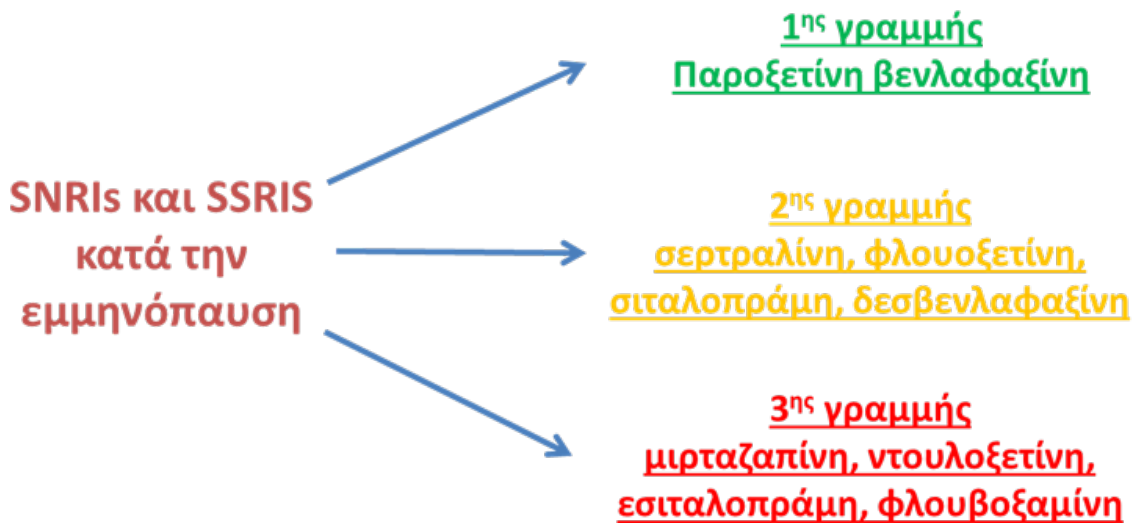 SNRIs και SSRIS
κατά την
εμμηνόπαυση
1ης γραμμής
Παροξετίνη βενλαφαξίνη
2ης γραμμής
σερτραλίνη, φλουοξετίνη,
σιταλοπράμη, δεσβενλαφαξίνη
3ης γραμμής
μιρταζαπίνη, ντουλοξετίνη,
εσιταλοπράμη, φλουβοξαμίνη